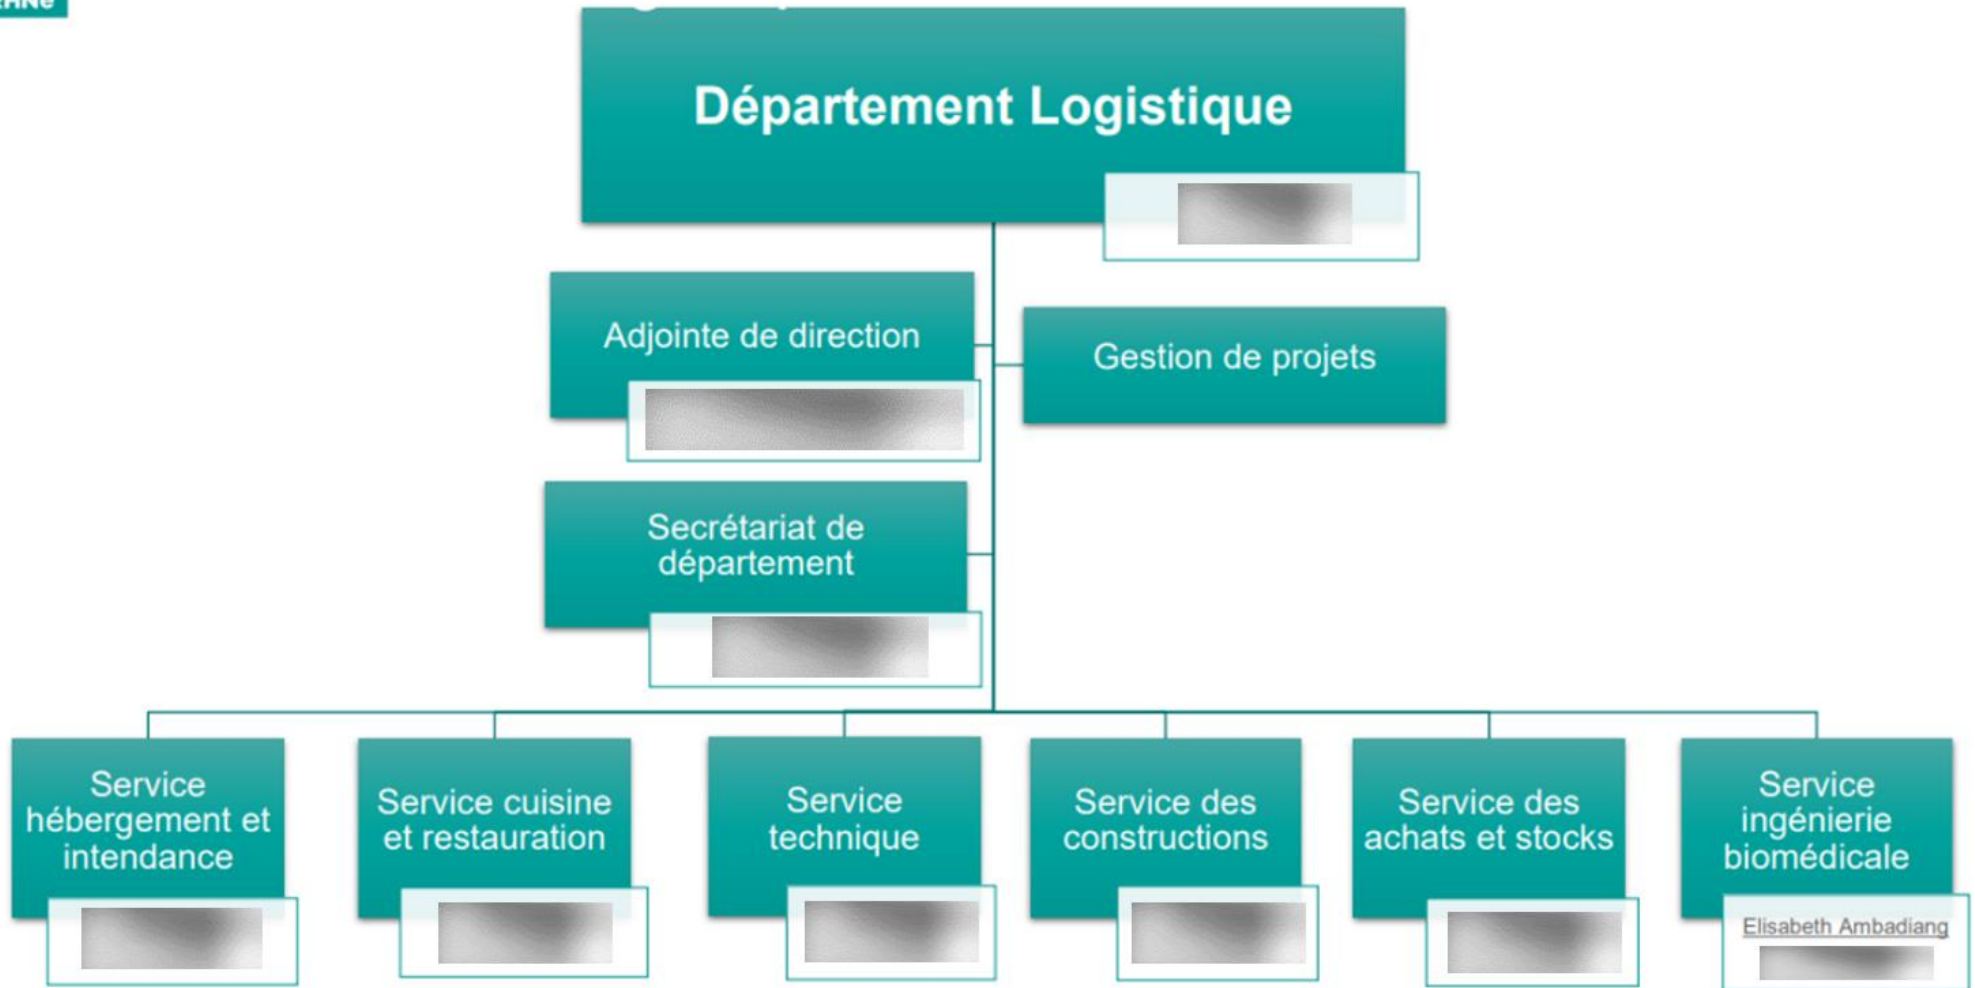 Département Logistique
Adjointe de direction
Gestion de projets
Secrétariat de
département
Service
hébergement et
intendance
Service cuisine
et restauration
Service
technique
Service des
constructions
Service des
achats et stocks
Service
ingénierie
biomédicale
Elisabeth Ambadiang